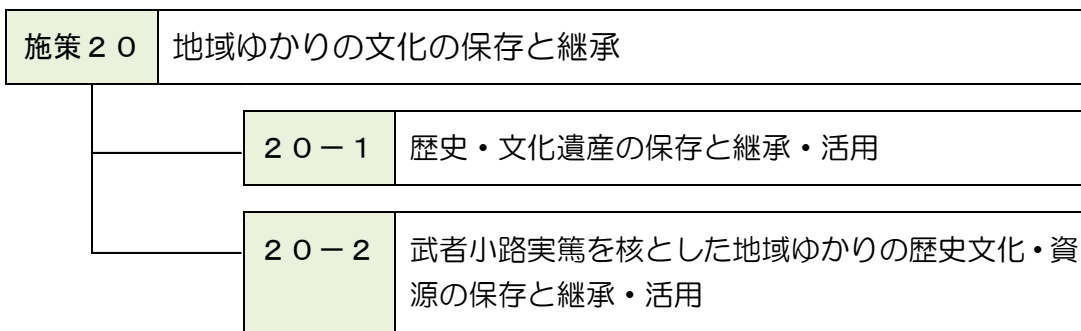 施策20 地域ゆかりの文化の保存と継承
20－1 歴史・文化遺産の保存と継承・活用
20－2 武者小路実篤を核とした地域ゆかりの歴史文化・資
源の保存と継承・活用